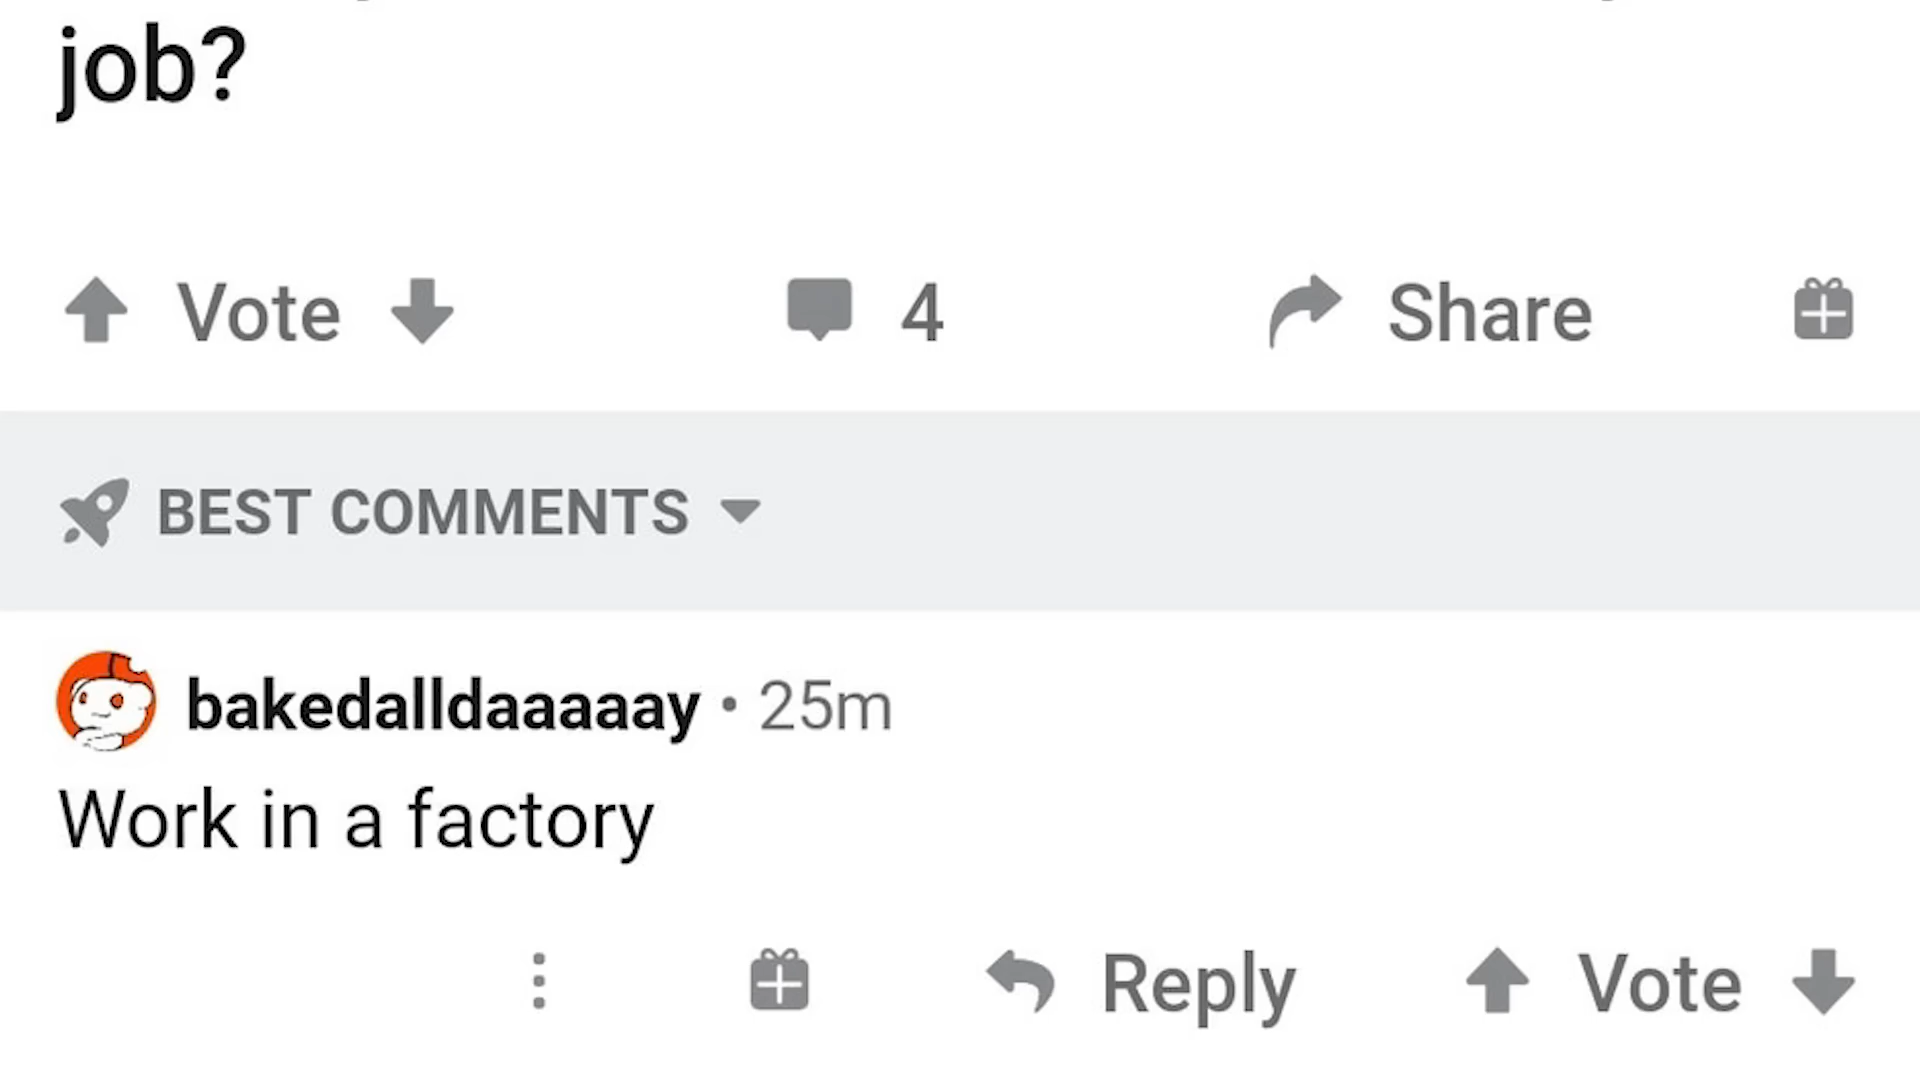 job?
Vote 4 Share
BEST COMMENTS
bakedalldaaaaay • 25m
Work in a factory
Reply Vote